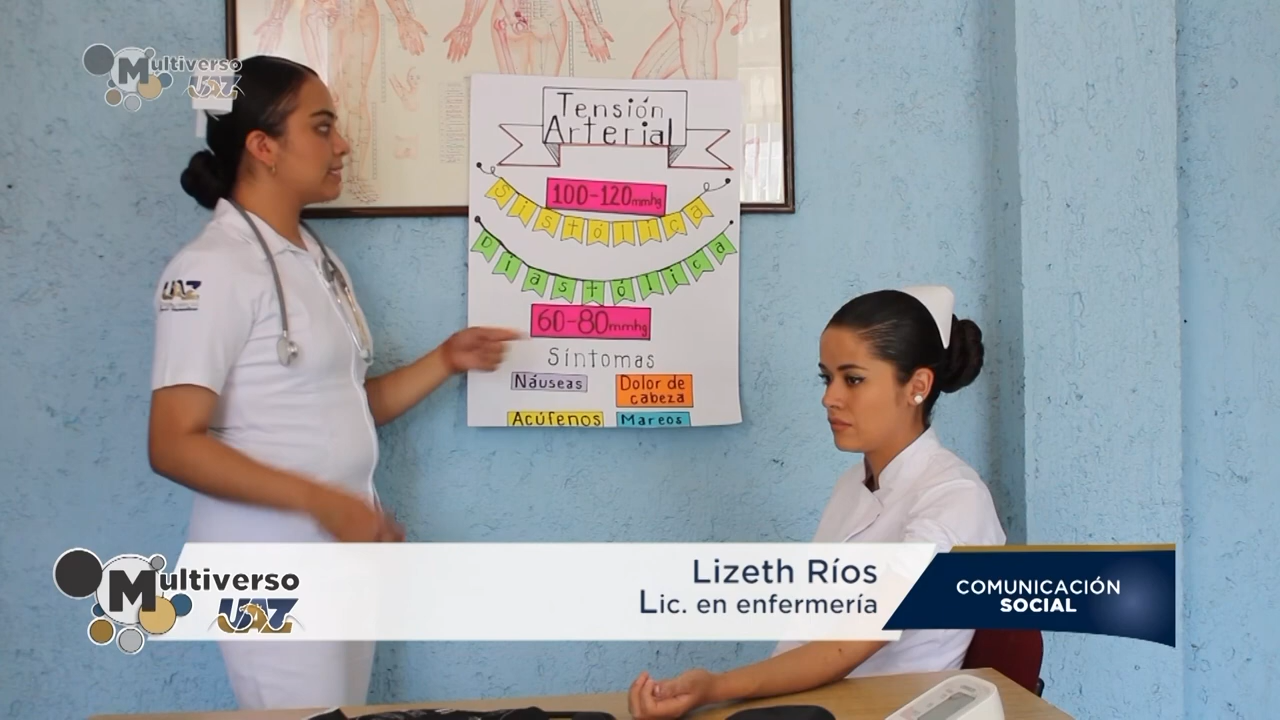 Multiverso
UAZ
Tensión
Arterial
100-120mmhg
Sistólica
Diastólica
60-80mmhg
Síntomas
Náuseas
Dolor de
cabeza
Acúfenos
Mareos
UAZ
Multiverso
UAZ
Lizeth Ríos
Lic. en enfermería
COMUNICACIÓN
SOCIAL